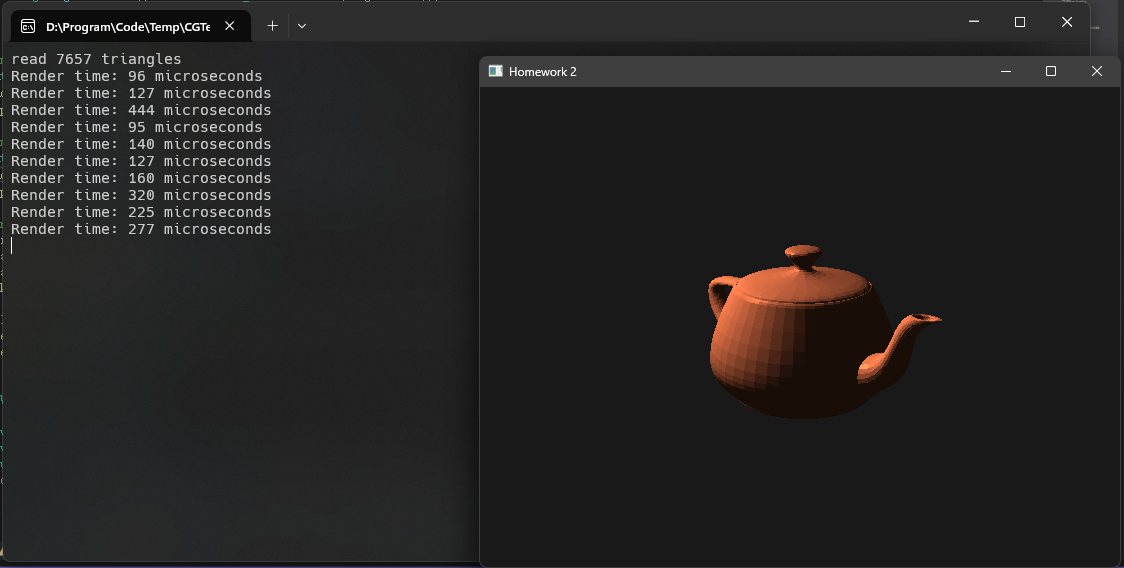 D:\Program\Code\Temp\CGTe
read 7657 triangles
Render time: 96 microseconds
Render time: 127 microseconds
Render time: 444 microseconds
Render time: 95 microseconds
Render time: 140 microseconds
Render time: 127 microseconds
Render time: 160 microseconds
Render time: 320 microseconds
Render time: 225 microseconds
Render time: 277 microseconds
Homework 2